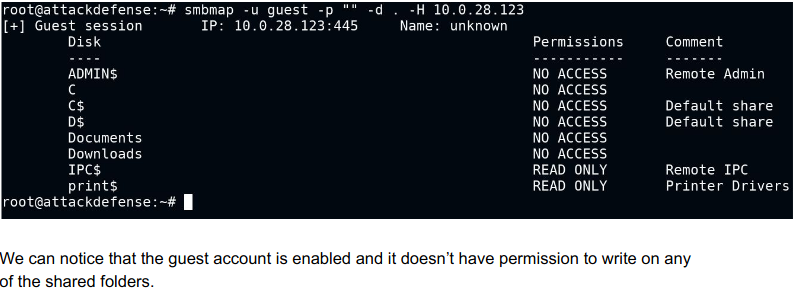 root@attackdefense:~# smbmap -u guest -p "" -d . -H 10.0.28.123
[+] Guest session IP: 10.0.28.123:445 Name: unknown
Disk Permissions Comment
---- ----------- -------
ADMIN$ NO ACCESS Remote Admin
C NO ACCESS
C$ NO ACCESS Default share
D$ NO ACCESS Default share
Documents NO ACCESS
Downloads NO ACCESS
IPC$ READ ONLY Remote IPC
print$ READ ONLY Printer Drivers
root@attackdefense:~#
We can notice that the guest account is enabled and it doesn’t have permission to write on any
of the shared folders.